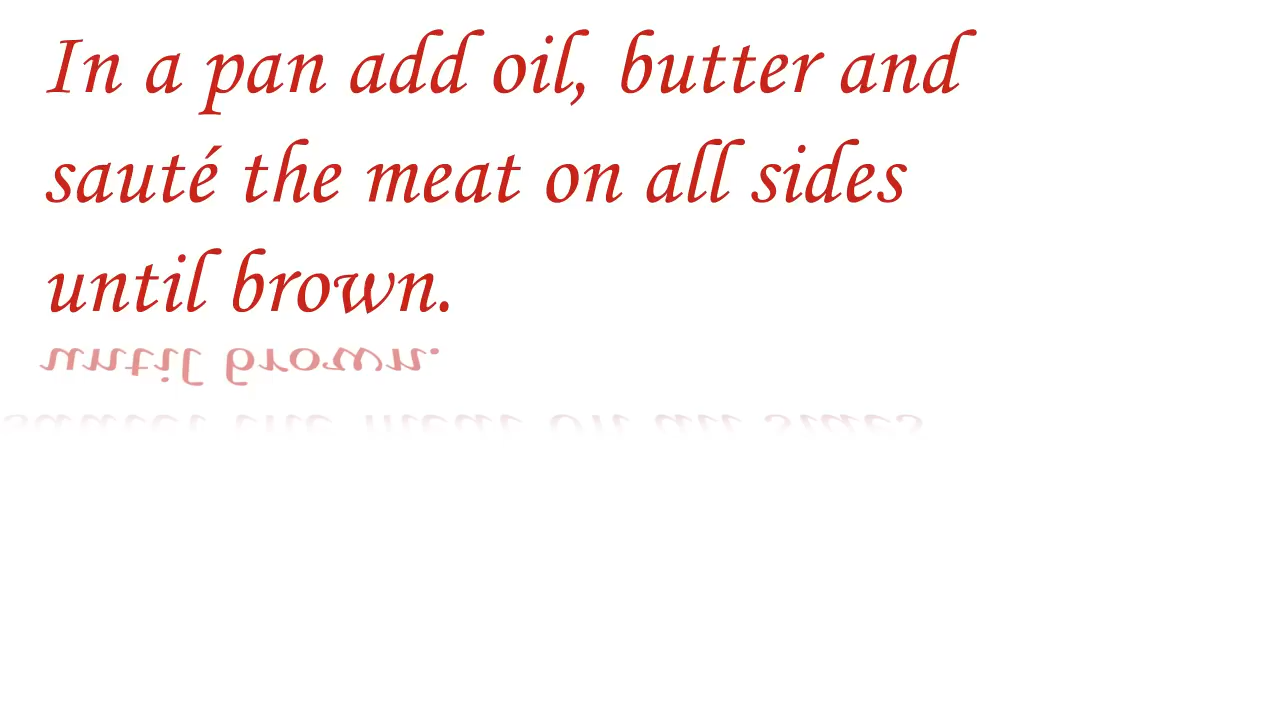 In a pan add oil, butter and
sauté the meat on all sides
until brown.